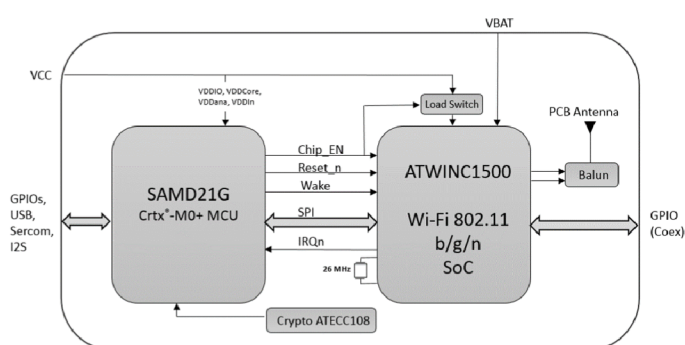 VBAT
VCC
VDDIO, VDDCore,
VDDana, VDDIn
Load Switch
PCB Antenna
Chip_EN
Reset_n
Wake
SPI
IRQn
26 MHz
SAMD21G
Crtx®-M0+ MCU
ATWINC1500
Wi-Fi 802.11
b/g/n
SoC
Balun
GPIOs,
USB,
Sercom,
I2S
GPIO
(Coex)
Crypto ATECC108